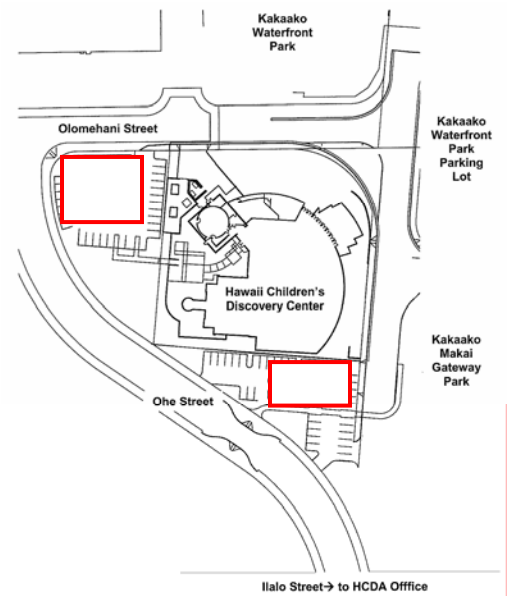 Kakaako
Waterfront
Park
Olomehani Street
Kakaako
Waterfront
Park
Parking
Lot
Hawaii Children's
Discovery Center
Kakaako
Makai
Gateway
Park
Ohe Street
Ilalo Street→ to HCDA Offfice